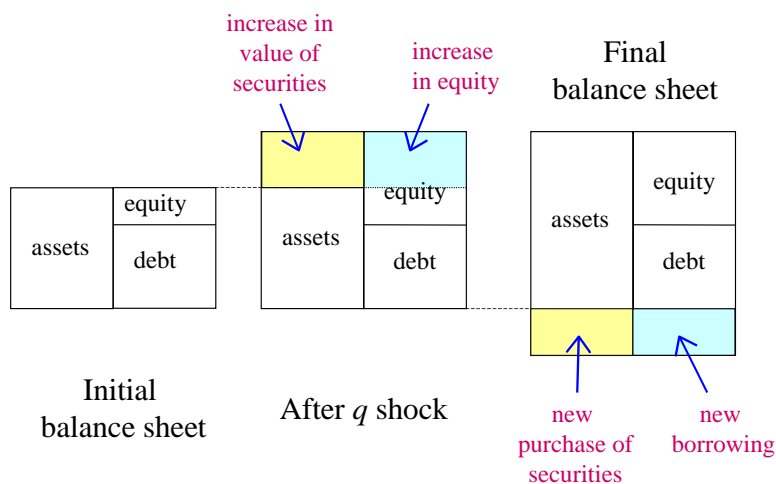 increase in
value of
securities
increase
in equity
Final
balance sheet
assets
equity
debt
assets
equity
debt
assets
equity
debt
Initial
balance sheet
After q shock
new
purchase of
securities
new
borrowing